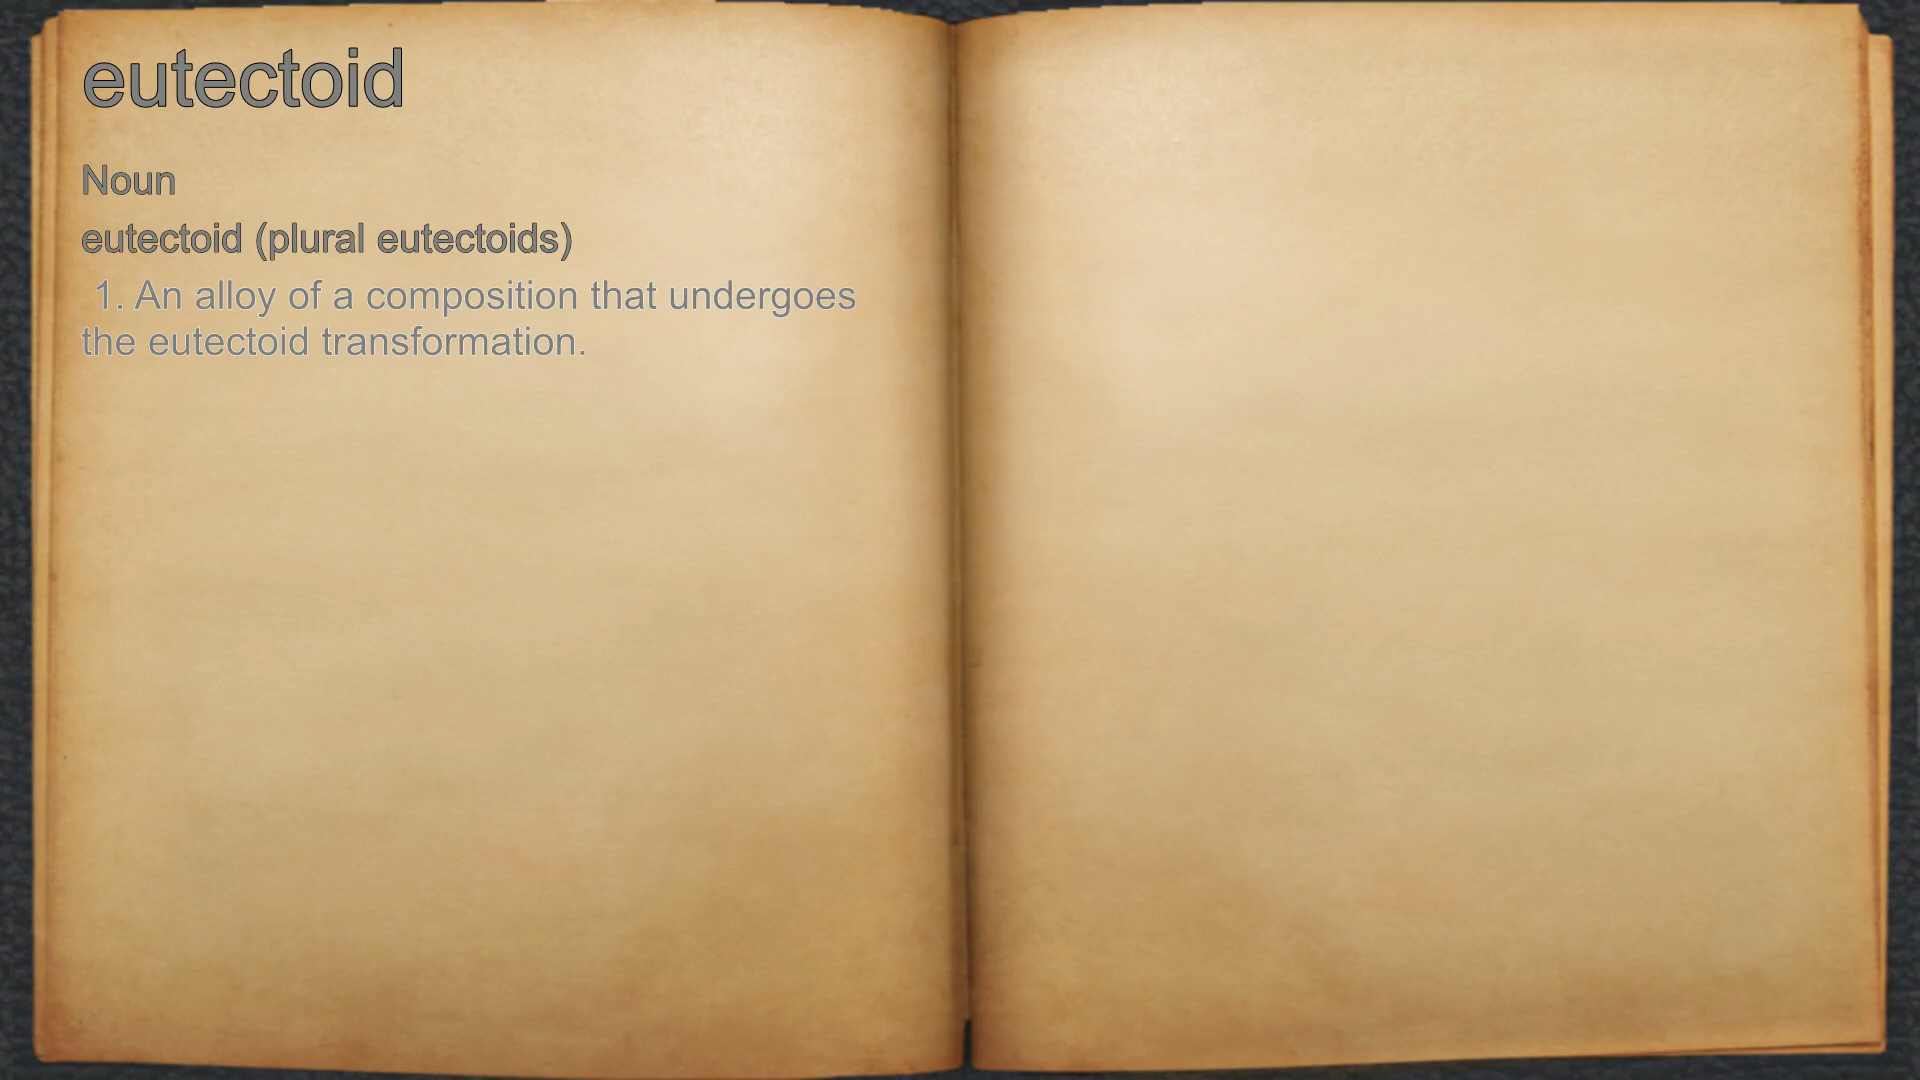 eutectoid
Noun
eutectoid (plural eutectoids)
1. An alloy of a composition that undergoes
the eutectoid transformation.